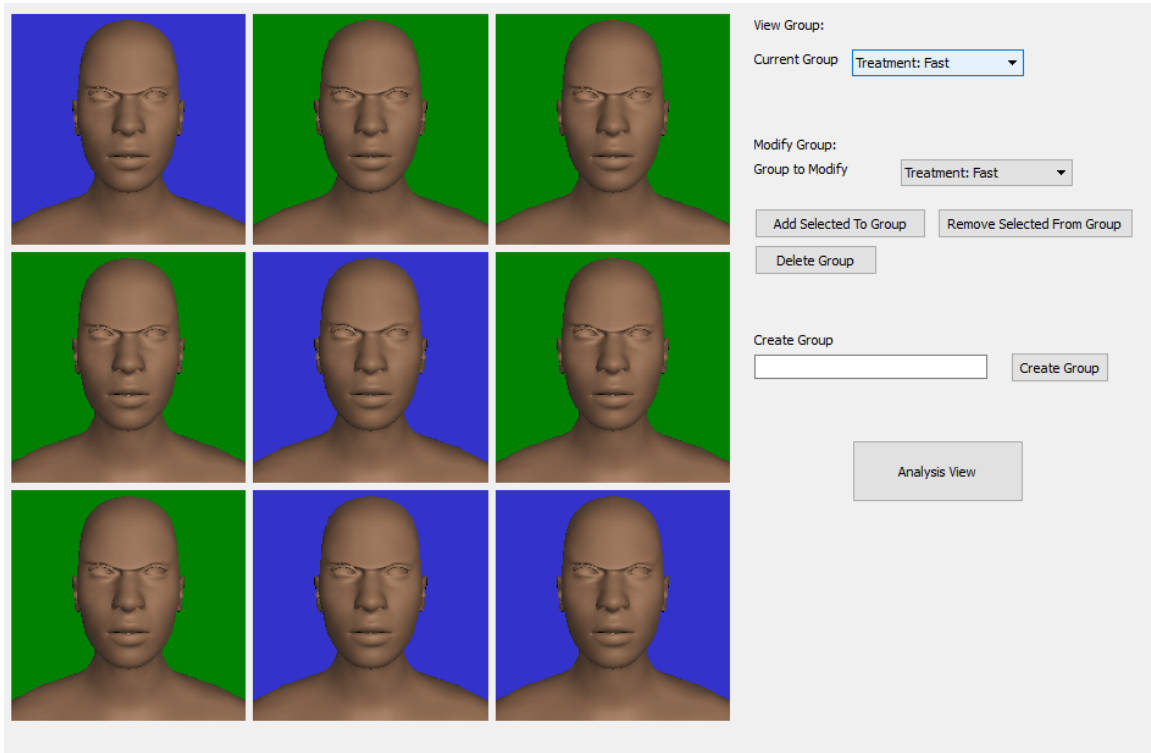 View Group:
Current Group Treatment: Fast
Modify Group:
Group to Modify Treatment: Fast
Add Selected To Group Remove Selected From Group
Delete Group
Create Group
Create Group
Analysis View